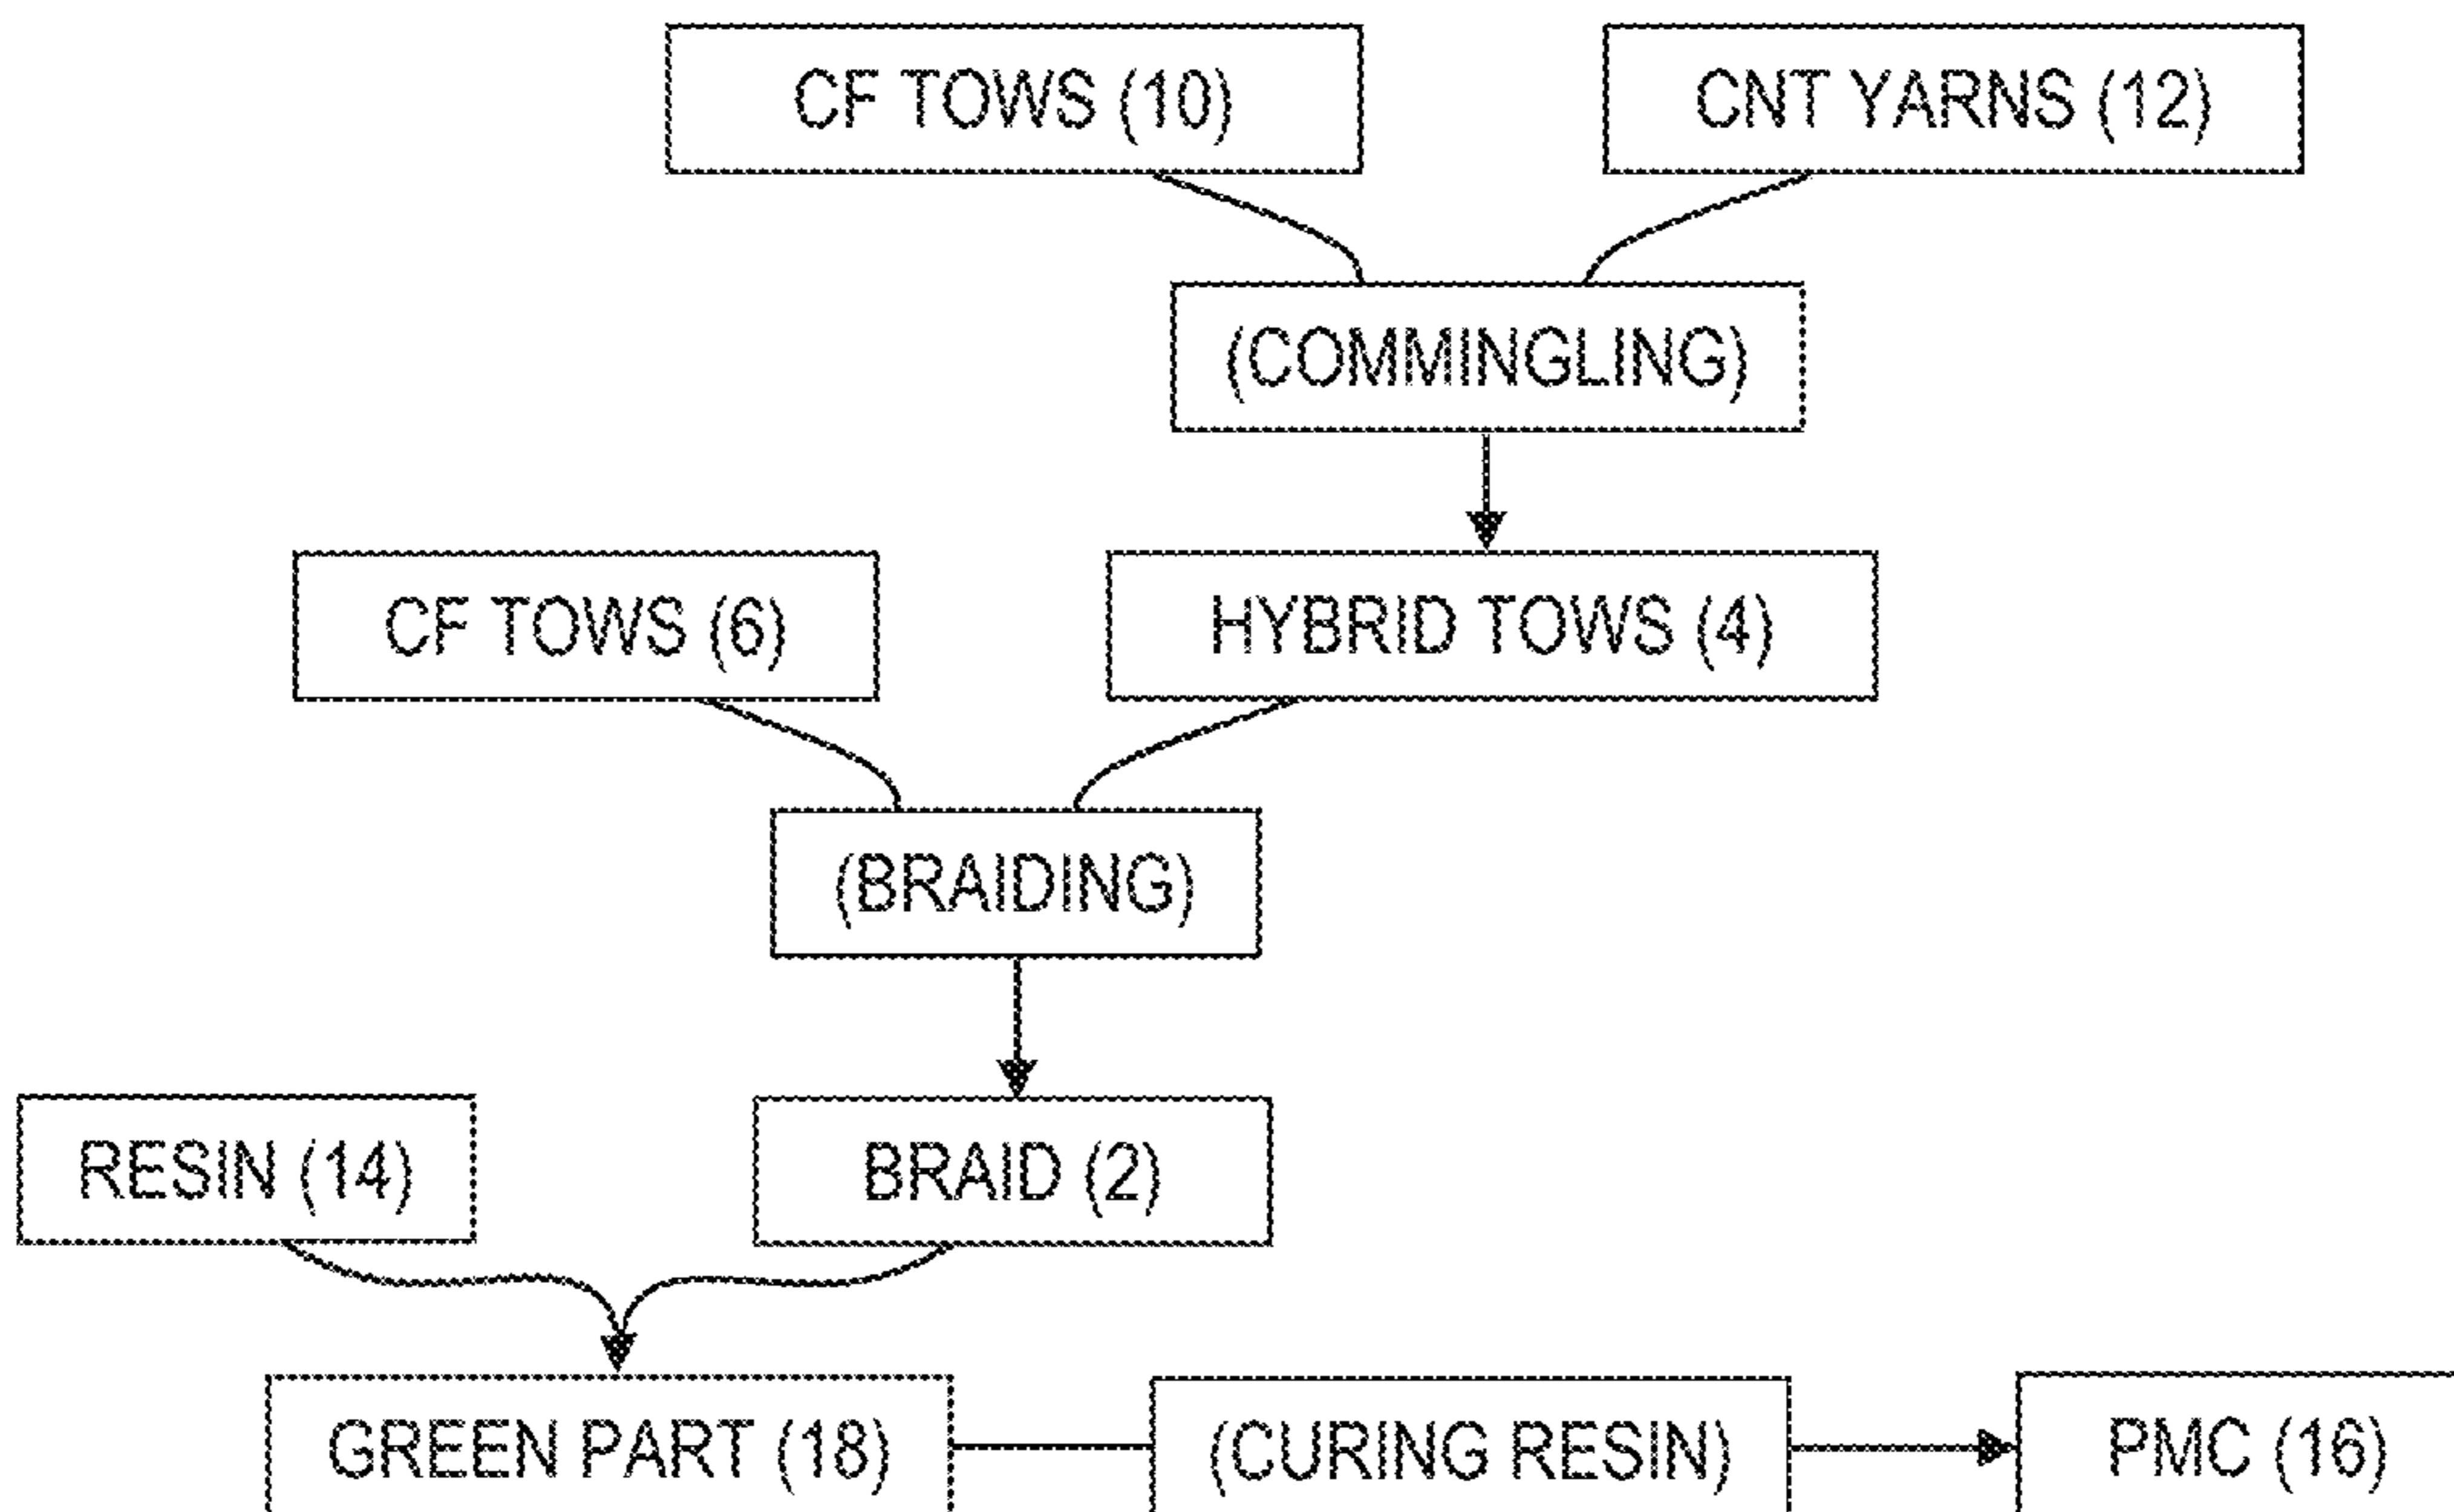 CF TOWS (10)
CNT YARNS (12)
(COMMINGLING)
CF TOWS (6)
HYBRID TOWS (4)
(BRAIDING)
RESIN (14)
BRAID (2)
GREEN PART (18)
(CURING RESIN)
PMC (16)